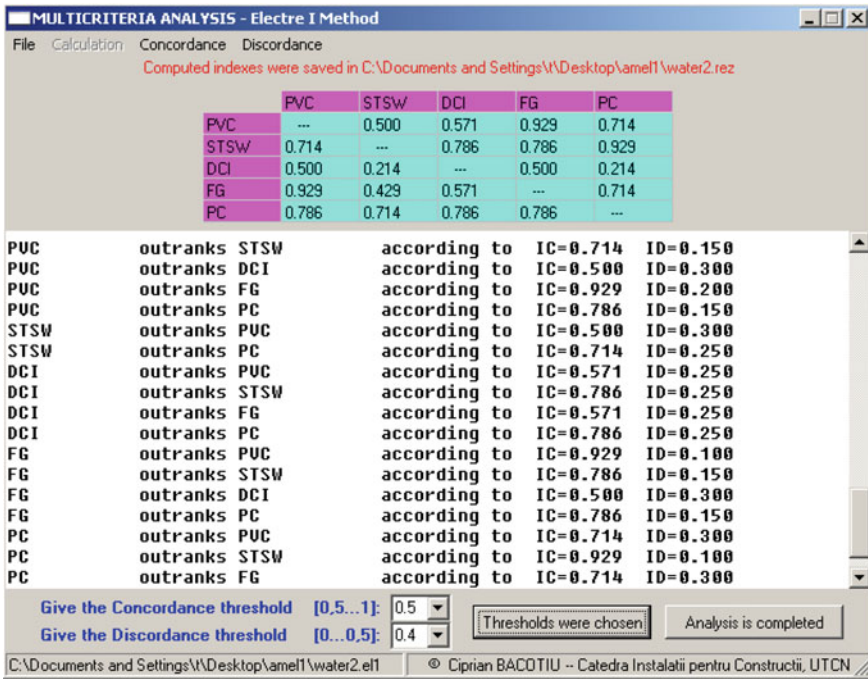 MULTICRITERIA ANALYSIS - Electre I Method
File Calculation Concordance Discordance
Computed indexes were saved in C:\Documents and Settings\t\Desktop\amel1\water2.rez
PVC STSW DCI FG PC
PVC --- 0.500 0.571 0.929 0.714
STSW 0.714 --- 0.786 0.786 0.929
DCI 0.500 0.214 --- 0.500 0.214
FG 0.929 0.429 0.571 --- 0.714
PC 0.786 0.714 0.786 0.786 ---
PVC outranks STSW according to IC=0.714 ID=0.150
PVC outranks DCI according to IC=0.500 ID=0.300
PVC outranks FG according to IC=0.929 ID=0.200
PVC outranks PC according to IC=0.786 ID=0.150
STSW outranks PVC according to IC=0.500 ID=0.300
STSW outranks PC according to IC=0.714 ID=0.250
DCI outranks PVC according to IC=0.571 ID=0.250
DCI outranks STSW according to IC=0.786 ID=0.250
DCI outranks FG according to IC=0.571 ID=0.250
DCI outranks PC according to IC=0.786 ID=0.250
FG outranks PVC according to IC=0.929 ID=0.100
FG outranks STSW according to IC=0.786 ID=0.150
FG outranks DCI according to IC=0.500 ID=0.300
FG outranks PC according to IC=0.786 ID=0.150
PC outranks PVC according to IC=0.714 ID=0.300
PC outranks STSW according to IC=0.929 ID=0.100
PC outranks FG according to IC=0.714 ID=0.300
Give the Concordance threshold [0,5...1]: 0.5
Give the Discordance threshold [0...0,5]: 0.4
Thresholds were chosen
Analysis is completed
C:\Documents and Settings\t\Desktop\amel1\water2.el1 © Ciprian BACOTIU -- Catedra Instalatii pentru Constructii, UTCN